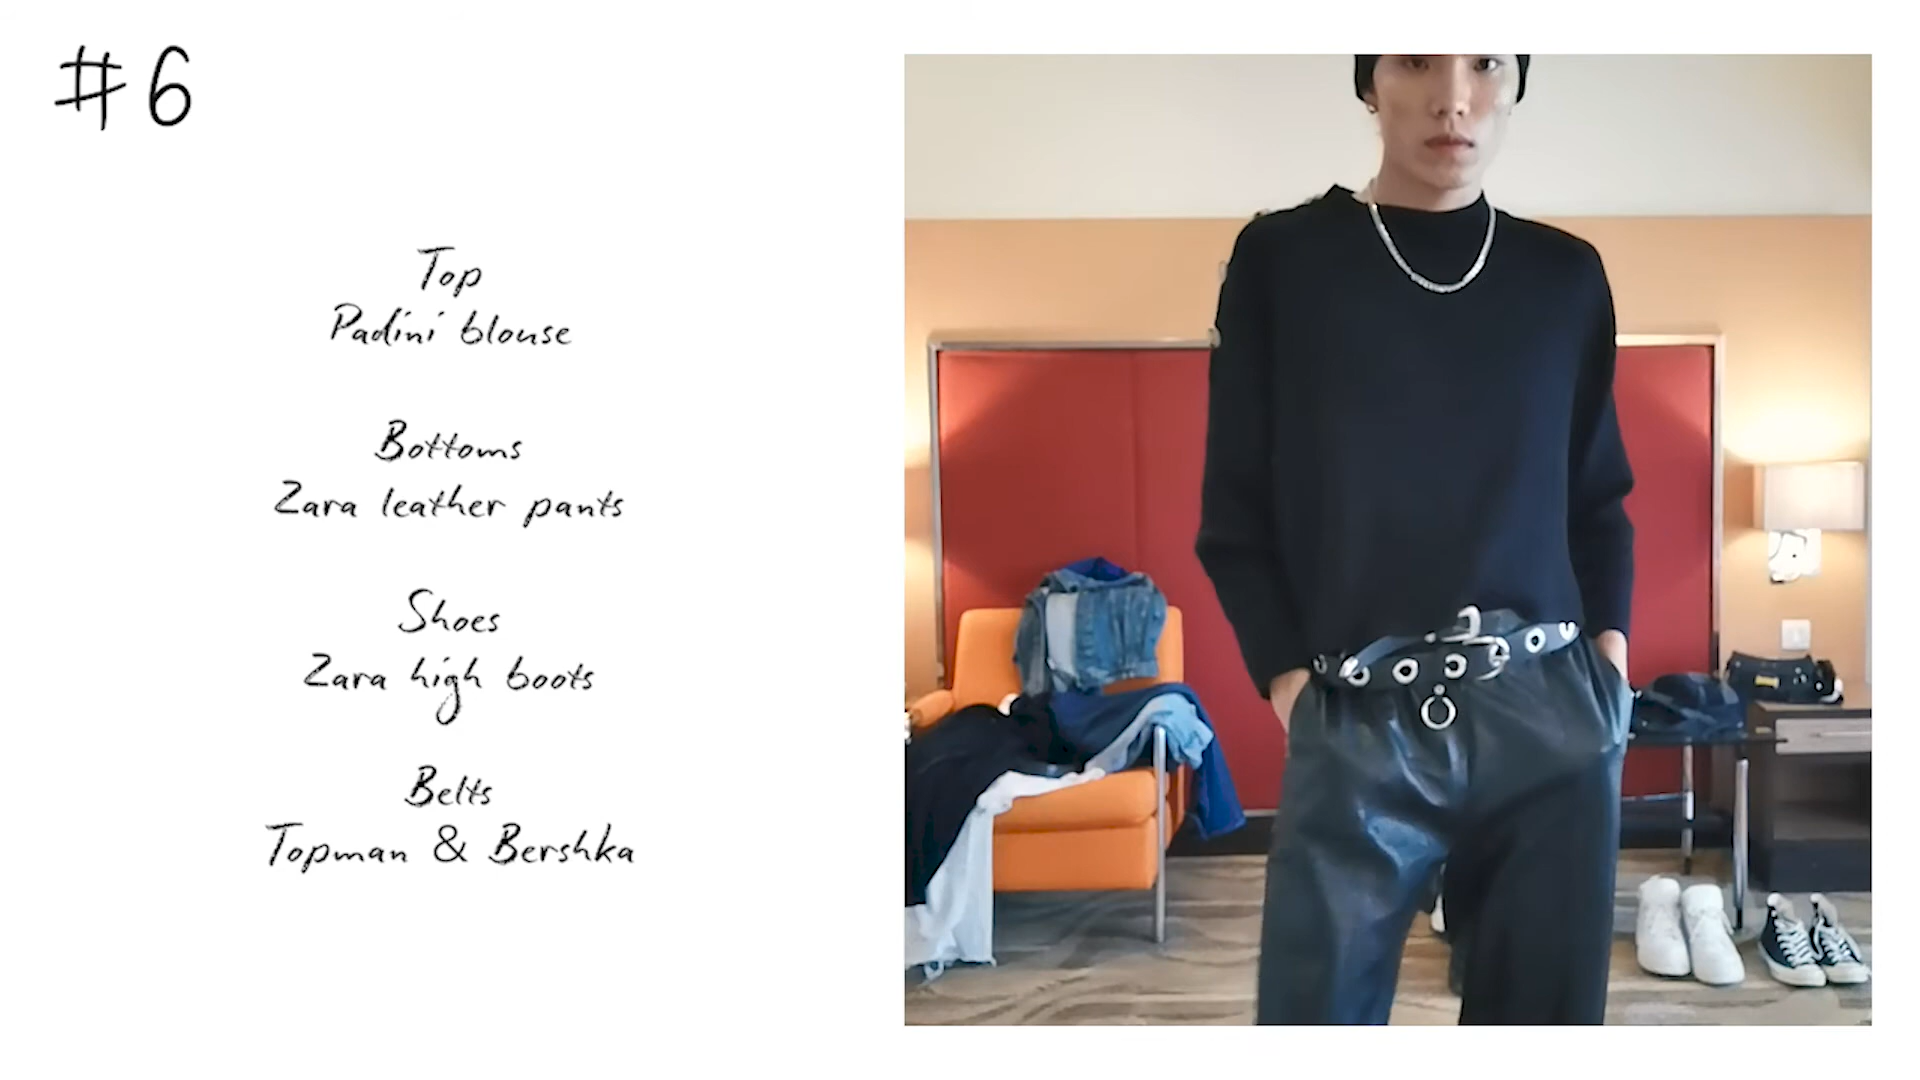 #6
Top
Padini blouse
Bottoms
Zara leather pants
Shoes
Zara high boots
Belts
Topman & Bershka